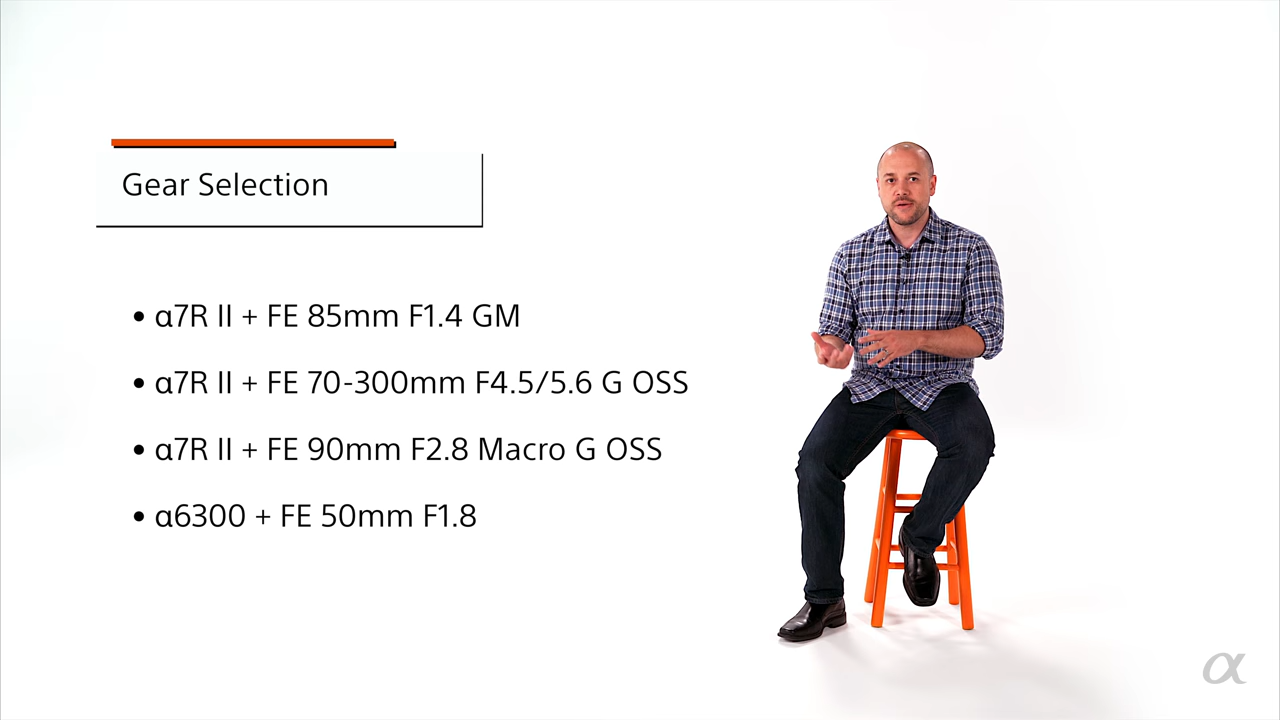 Gear Selection
• α7R II + FE 85mm F1.4 GM
• α7R II + FE 70-300mm F4.5/5.6 G OSS
• α7R II + FE 90mm F2.8 Macro G OSS
• α6300 + FE 50mm F1.8
α